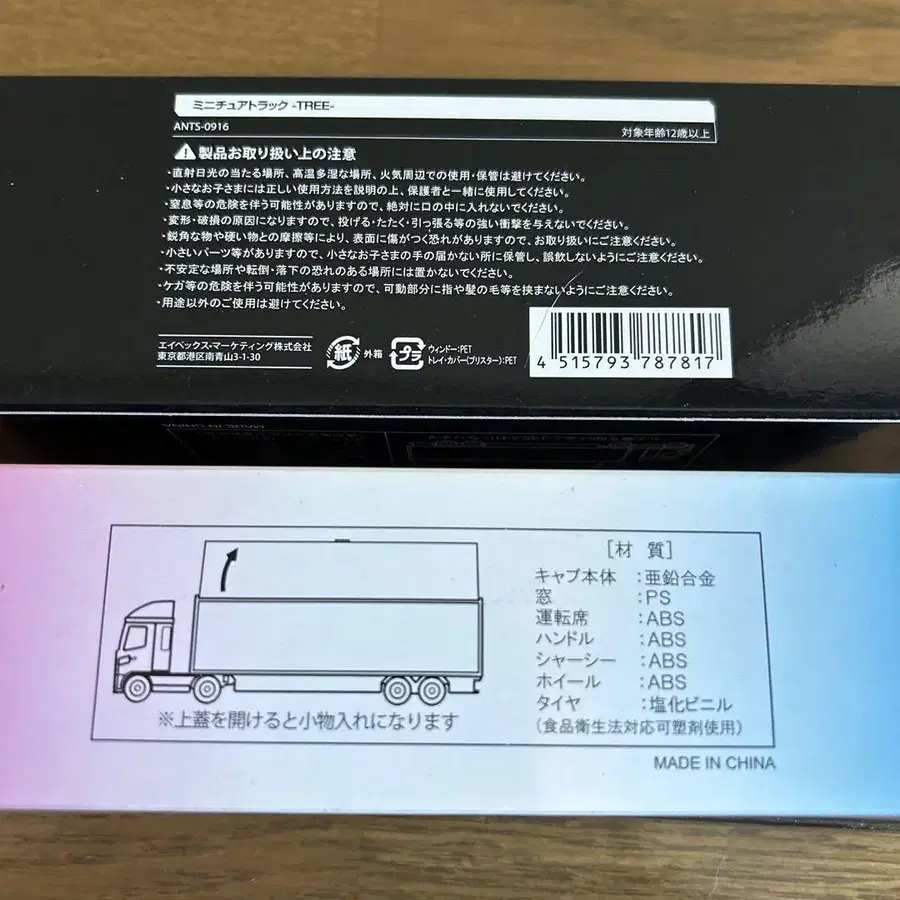 ミニチュアトラック -TREE-
ANTS-0916
対象年齢12歳以上
製品お取り扱い上の注意
・直射日光の当たる場所、高温多湿な場所、火気周辺での使用・保管は避けてください。
・小さなお子さまには正しい使用方法を説明の上、保護者と一緒に使用してください。
・窒息等の危険を伴う可能性がありますので、絶対に口の中に入れないでください。
・変形・破損の原因になりますので、投げる・たたく・引っ張る等の強い衝撃を与えないでください。
・鋭角な物や硬い物との摩擦等により、表面に傷がつく恐れがありますので、お取り扱いにご注意ください。
・小さいパーツ等がありますので、小さなお子さまの手の届かない所に保管し、誤飲しないようにご注意ください。
・不安定な場所や転倒・落下の恐れのある場所には置かないでください。
・ケガ等の危険を伴う可能性がありますので、可動部分に指や髪の毛等を挟まないようにご注意ください。
・用途以外のご使用は避けてください。
エイベックス・マーケティング株式会社
東京都港区南青山3-1-30
紙 外箱
プラ ウィンドー:PET
トレイ・カバー(ブリスター):PET
4 515793 787817
MADE IN CHINA
[材 質]
キャブ本体 :亜鉛合金
窓 :PS
運転席 :ABS
ハンドル :ABS
シャーシー :ABS
ホイール :ABS
タイヤ :塩化ビニル
(食品衛生法対応可塑剤使用)
※上蓋を開けると小物入れになります
MADE IN CHINA